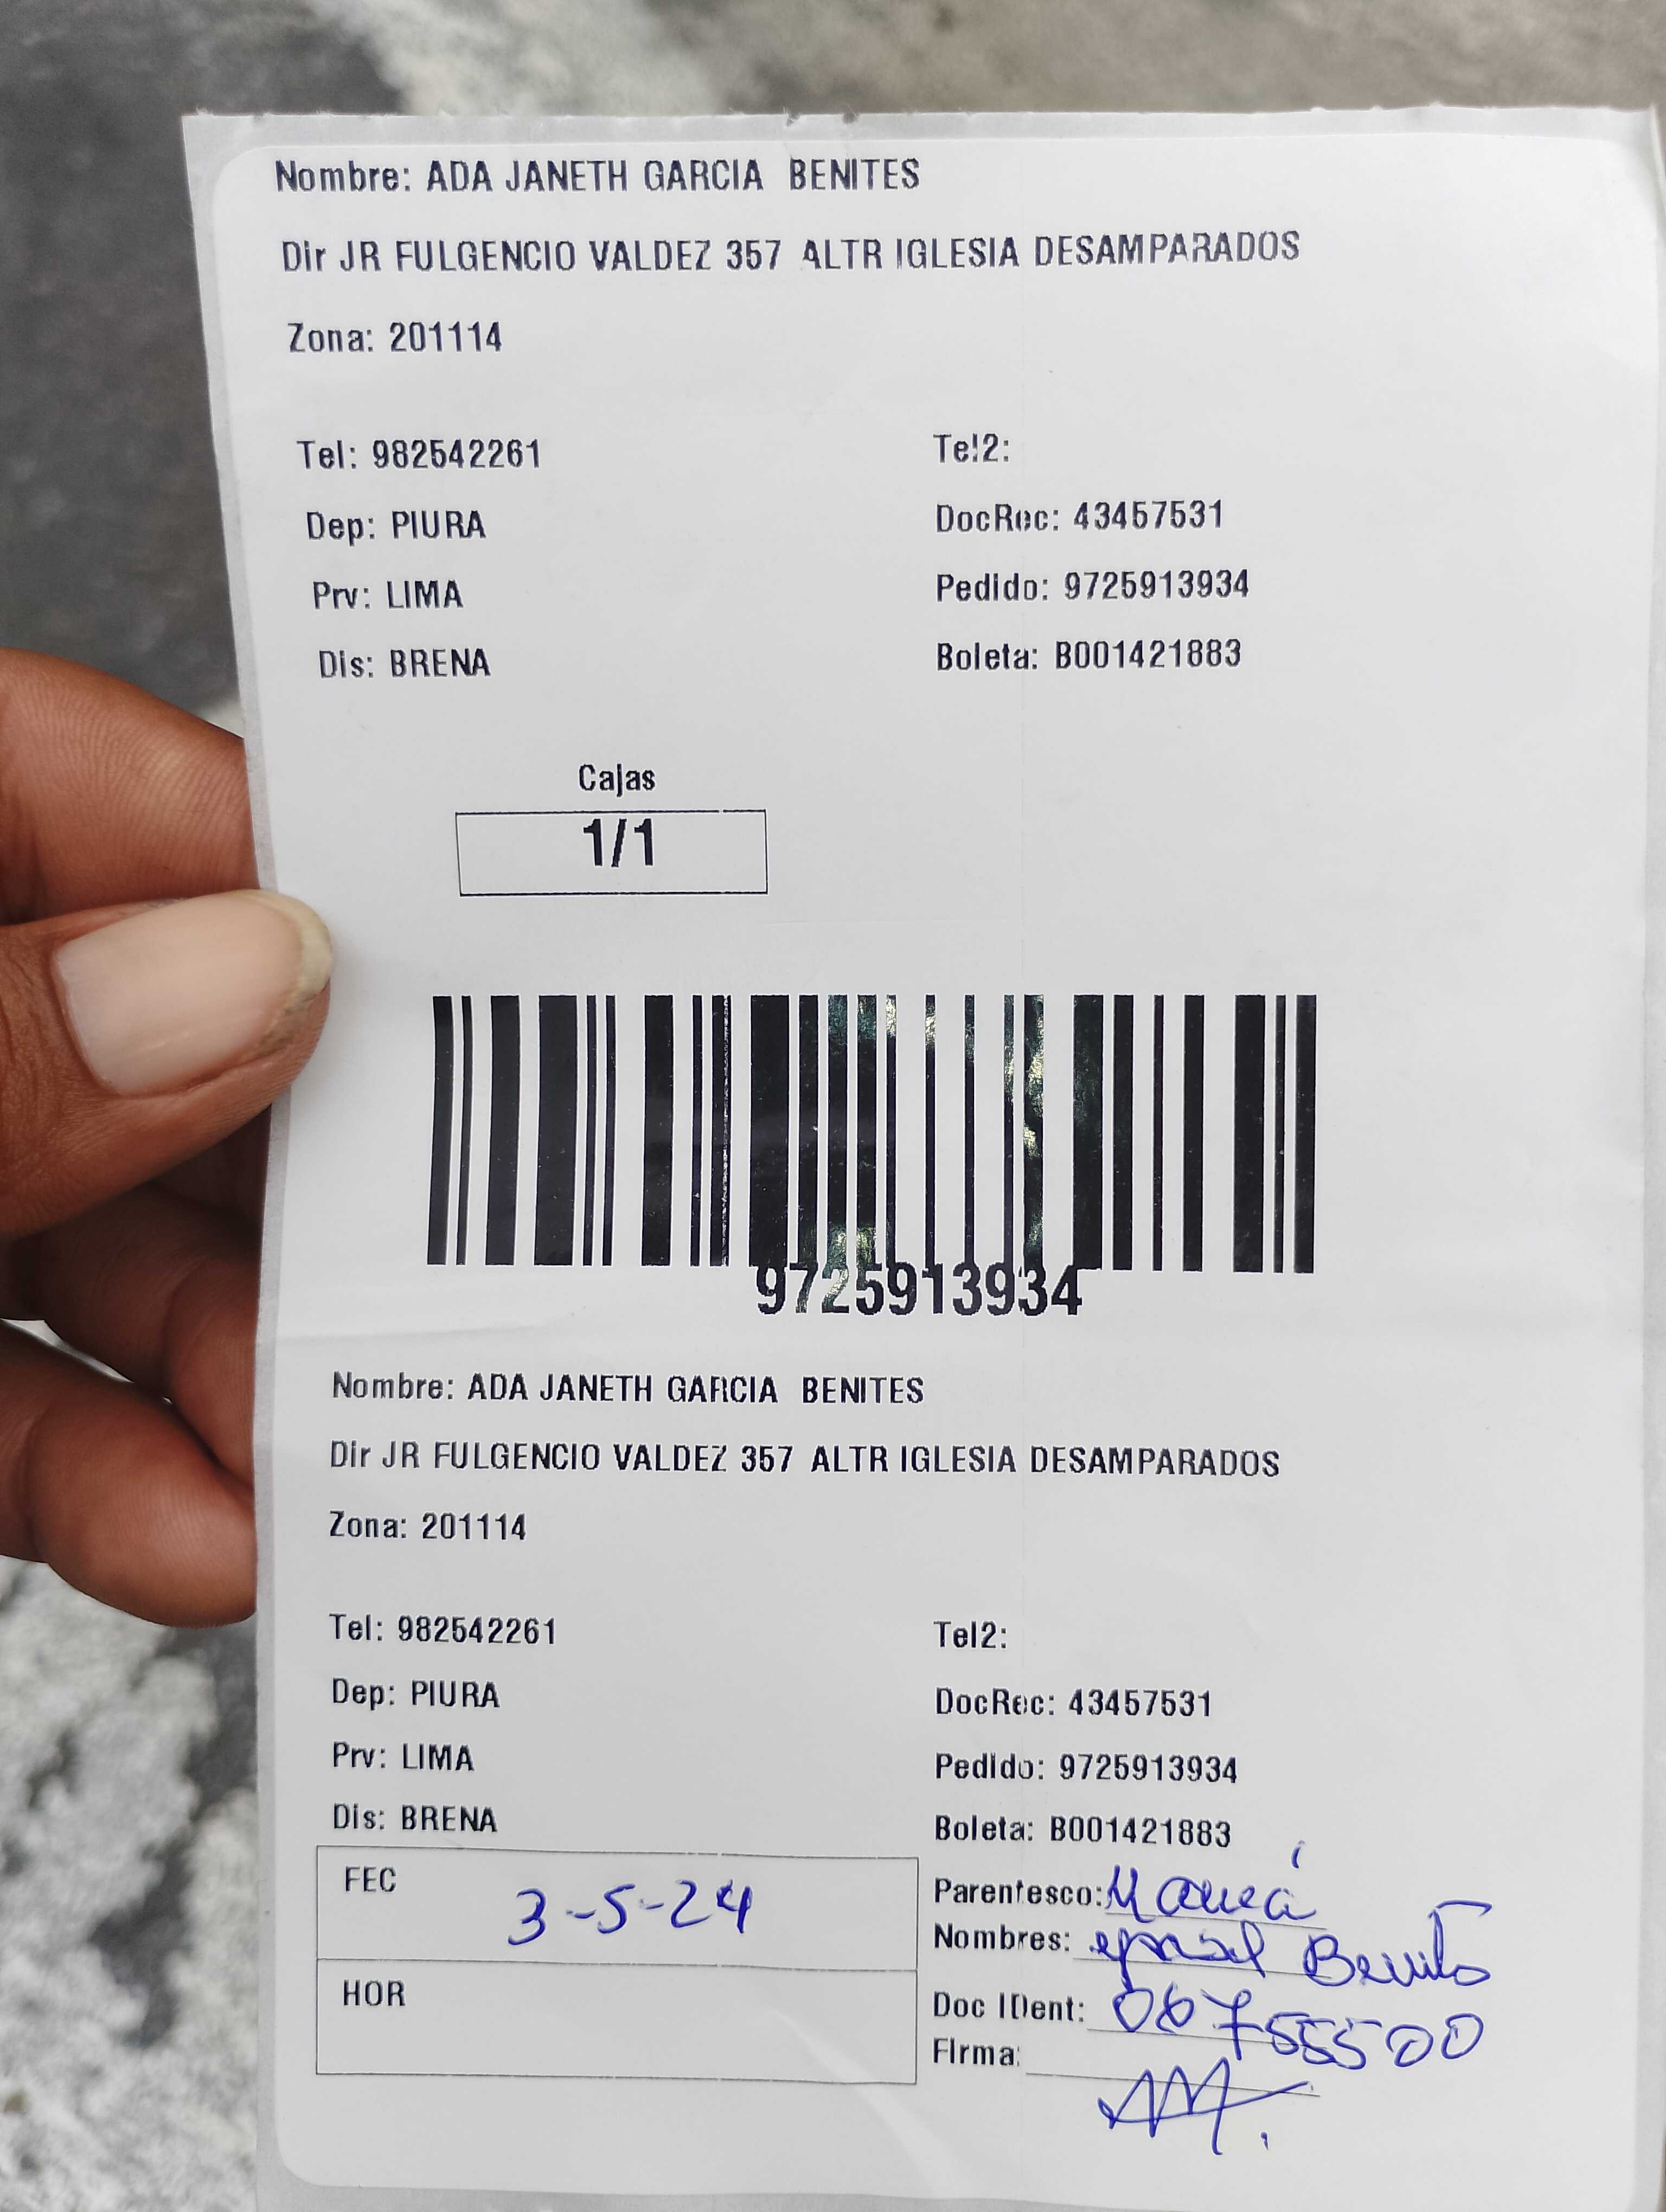 Nombre: ADA JANETH GARCIA BENITES
Dir JR FULGENCIO VALDEZ 357 ALTR IGLESIA DESAMPARADOS
Zona: 201114
Tel: 982542261 Tel2:
Dep: PIURA DocRec: 43457531
Prv: LIMA Pedido: 9725913934
Dis: BRENA Boleta: B001421883
Cajas
1/1
9725913934
Nombre: ADA JANETH GARCIA BENITES
Dir JR FULGENCIO VALDEZ 357 ALTR IGLESIA DESAMPARADOS
Zona: 201114
Tel: 982542261 Tel2:
Dep: PIURA DocRec: 43457531
Prv: LIMA Pedido: 9725913934
Dis: BRENA Boleta: B001421883
FEC 3-5-24 Parentesco:
Nombres: Benito
HOR Doc IDent: 06755500
Firma: